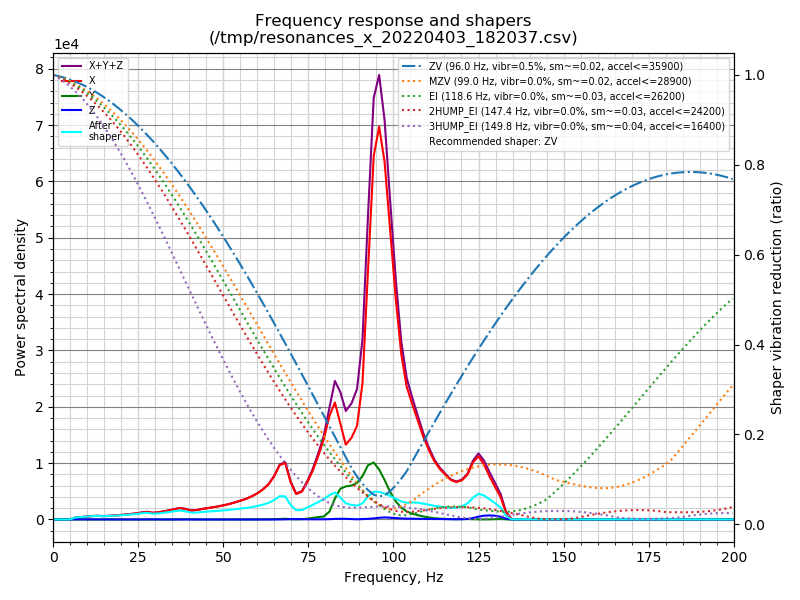 Frequency response and shapers
(/tmp/resonances_x_20220403_182037.csv)
1e4
X+Y+Z
X
Y
Z
After
shaper
ZV (96.0 Hz, vibr=0.5%, sm~=0.02, accel<=35900)
MZV (99.0 Hz, vibr=0.0%, sm~=0.02, accel<=28900)
EI (118.6 Hz, vibr=0.0%, sm~=0.03, accel<=26200)
2HUMP_EI (147.4 Hz, vibr=0.0%, sm~=0.03, accel<=24200)
3HUMP_EI (149.8 Hz, vibr=0.0%, sm~=0.04, accel<=16400)
Recommended shaper: ZV
8
7
6
5
4
3
2
1
0
Power spectral density
1.0
0.8
0.6
0.4
0.2
0.0
Shaper vibration reduction (ratio)
0 25 50 75 100 125 150 175 200
Frequency, Hz